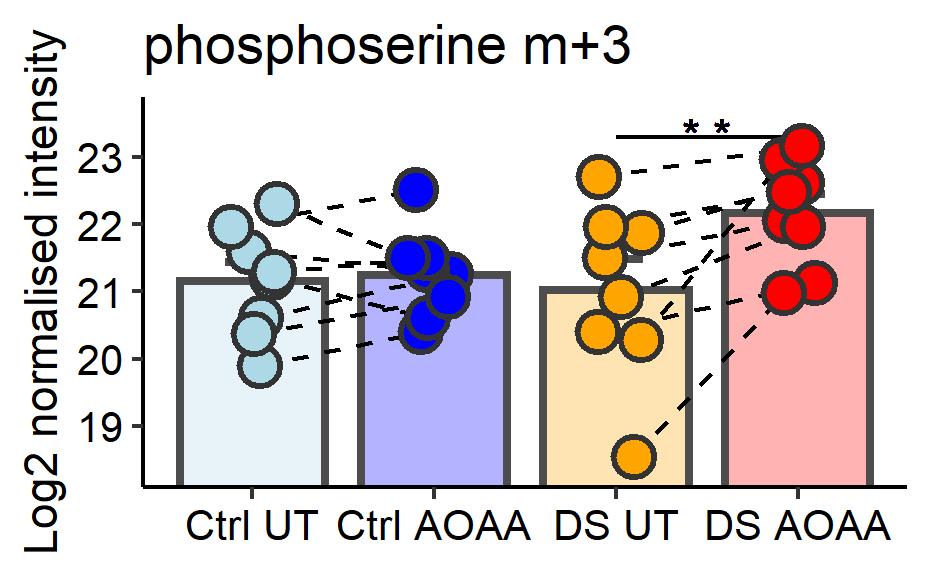 phosphoserine m+3
Log2 normalised intensity
* *
23
22
21
20
19
Ctrl UT
Ctrl AOAA
DS UT
DS AOAA